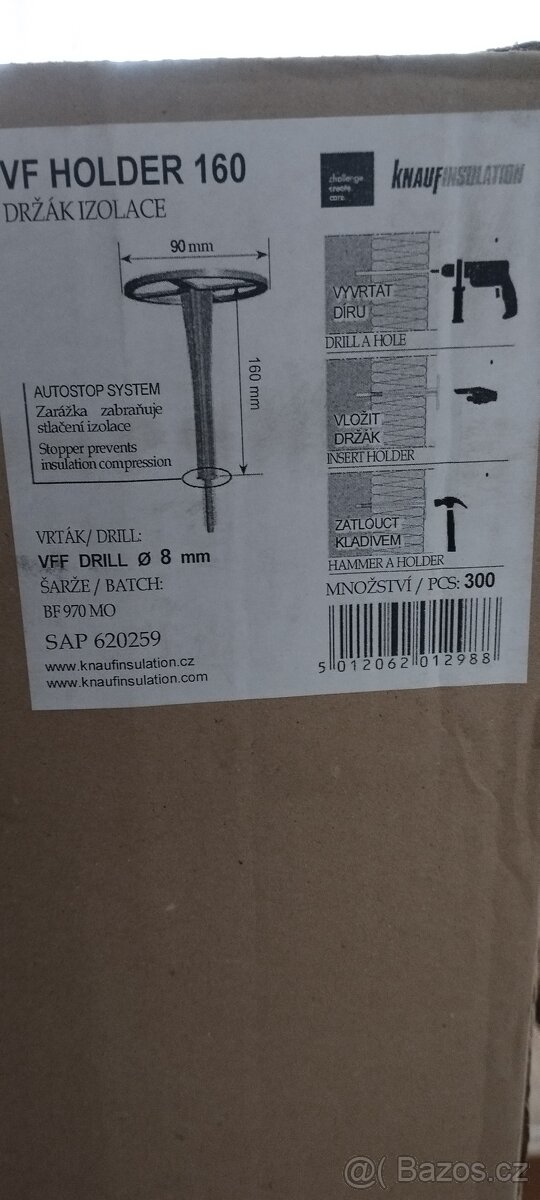 VF HOLDER 160
DRŽÁK IZOLACE
challenge
create
care
KNAUFINSULATION
90 mm
160 mm
AUTOSTOP SYSTEM
Zarážka zabraňuje
stlačení izolace
Stopper prevents
insulation compression
VRTÁK/ DRILL:
VFF DRILL Ø 8 mm
ŠARŽE / BATCH:
BF 970 MO
SAP 620259
www.knaufinsulation.cz
www.knaufinsulation.com
VYVRTAT
DÍRU
DRILL A HOLE
VLOŽIT
DRŽÁK
INSERT HOLDER
ZATLOUCT
KLADIVEM
HAMMER A HOLDER
MNOŽSTVÍ / PCS: 300
5 012062 012988
@( Bazos.cz